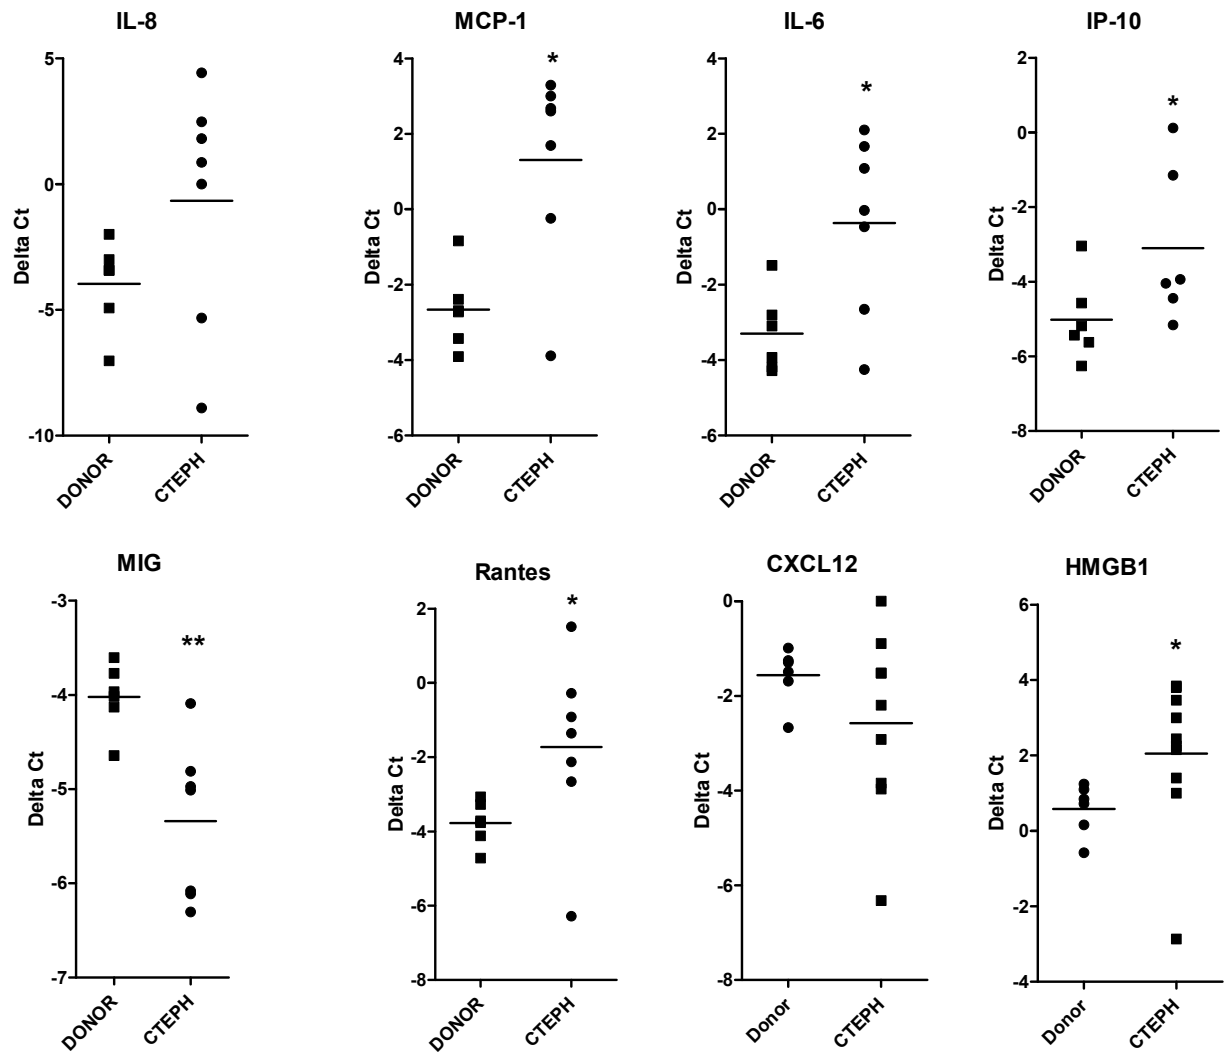 IL-8
5
0
-5
-10
Delta Ct
DONOR
CTEPH
MCP-1
*
4
2
0
-2
-4
-6
Delta Ct
DONOR
CTEPH
IL-6
*
4
2
0
-2
-4
-6
Delta Ct
DONOR
CTEPH
IP-10
*
2
0
-2
-4
-6
-8
Delta Ct
DONOR
CTEPH
MIG
**
-3
-4
-5
-6
-7
Delta Ct
DONOR
CTEPH
Rantes
*
2
0
-2
-4
-6
-8
Delta Ct
DONOR
CTEPH
CXCL12
0
-2
-4
-6
-8
Delta Ct
Donor
CTEPH
HMGB1
*
6
4
2
0
-2
-4
Delta Ct
Donor
CTEPH